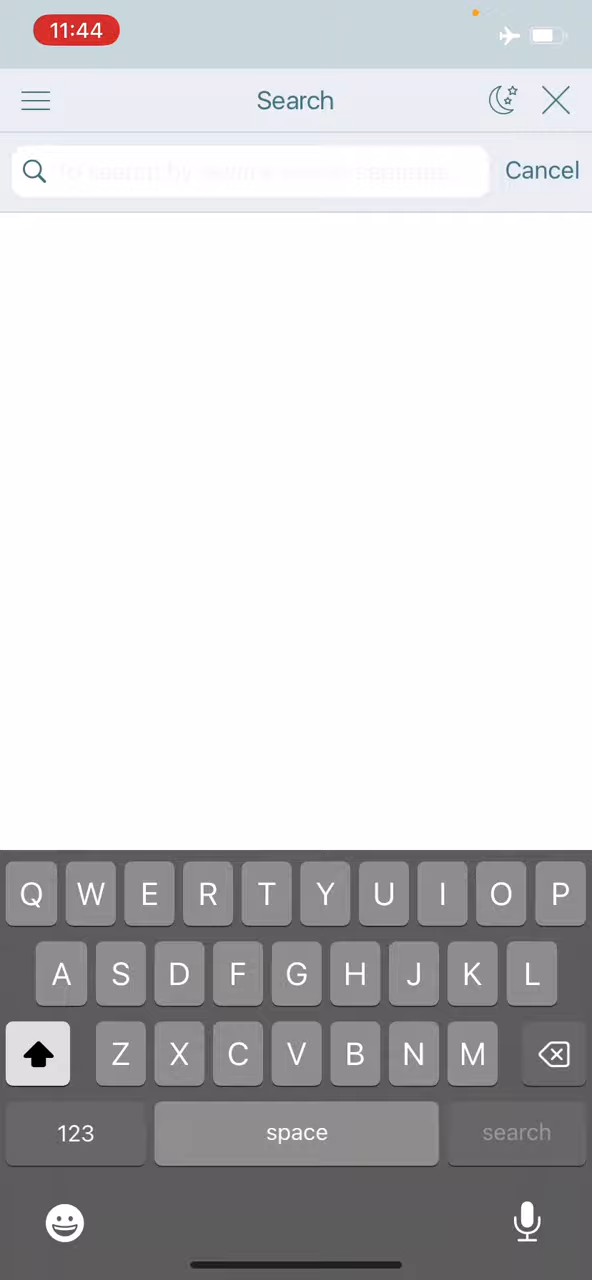 11:44
Search
Cancel
Q W E R T Y U I O P
A S D F G H J K L
Z X C V B N M
123 space search